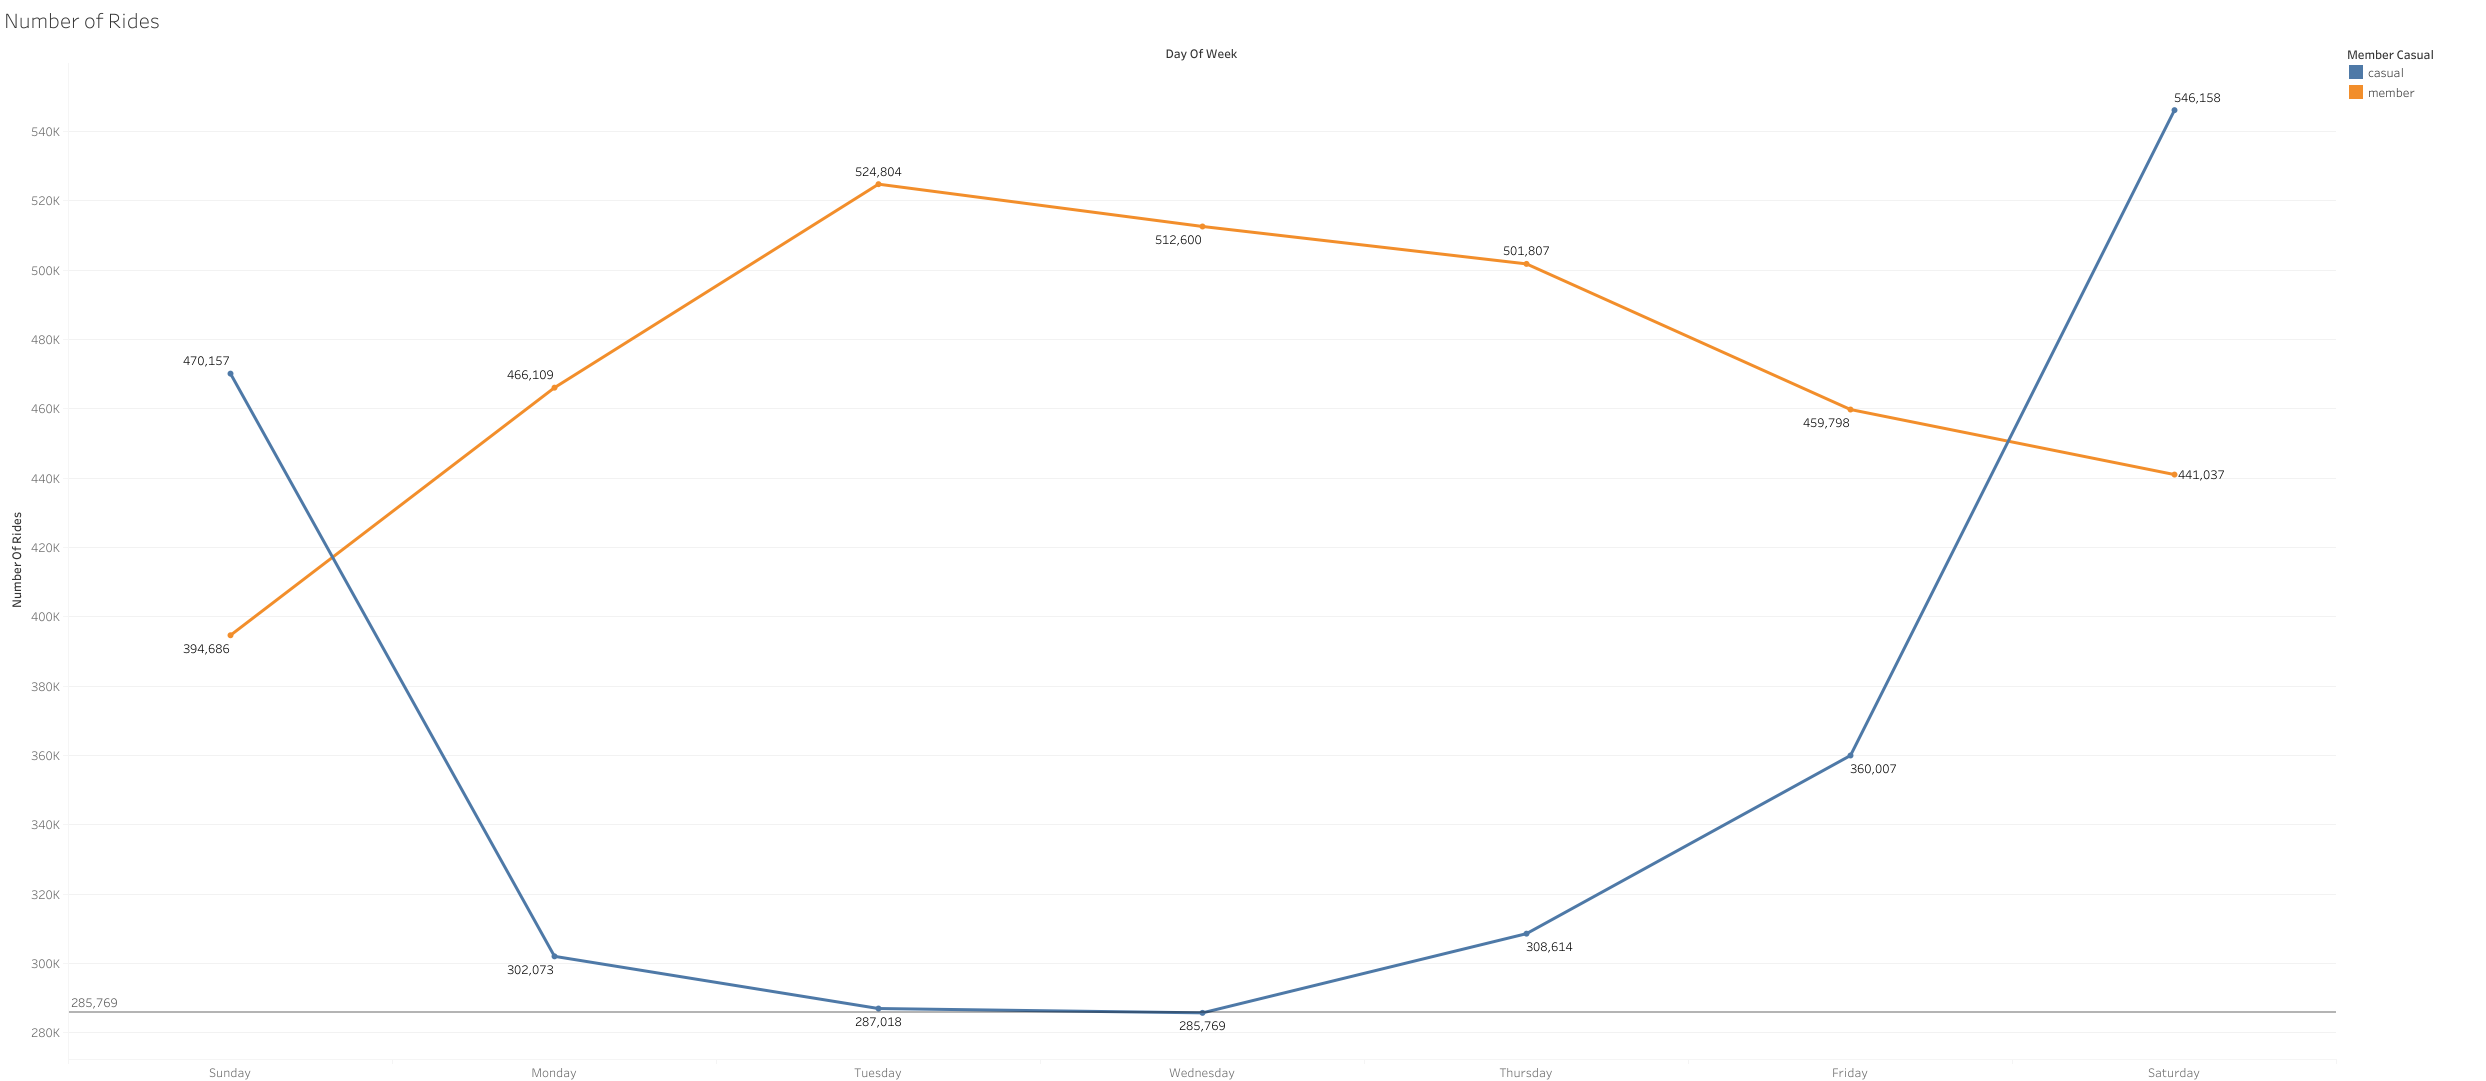 Number of Rides
Day Of Week
Member Casual
casual
member
Number Of Rides
540K
520K
500K
480K
460K
440K
420K
400K
380K
360K
340K
320K
300K
280K
546,158
524,804
512,600
501,807
470,157
466,109
459,798
441,037
394,686
360,007
308,614
302,073
285,769
287,018
285,769
Sunday
Monday
Tuesday
Wednesday
Thursday
Friday
Saturday